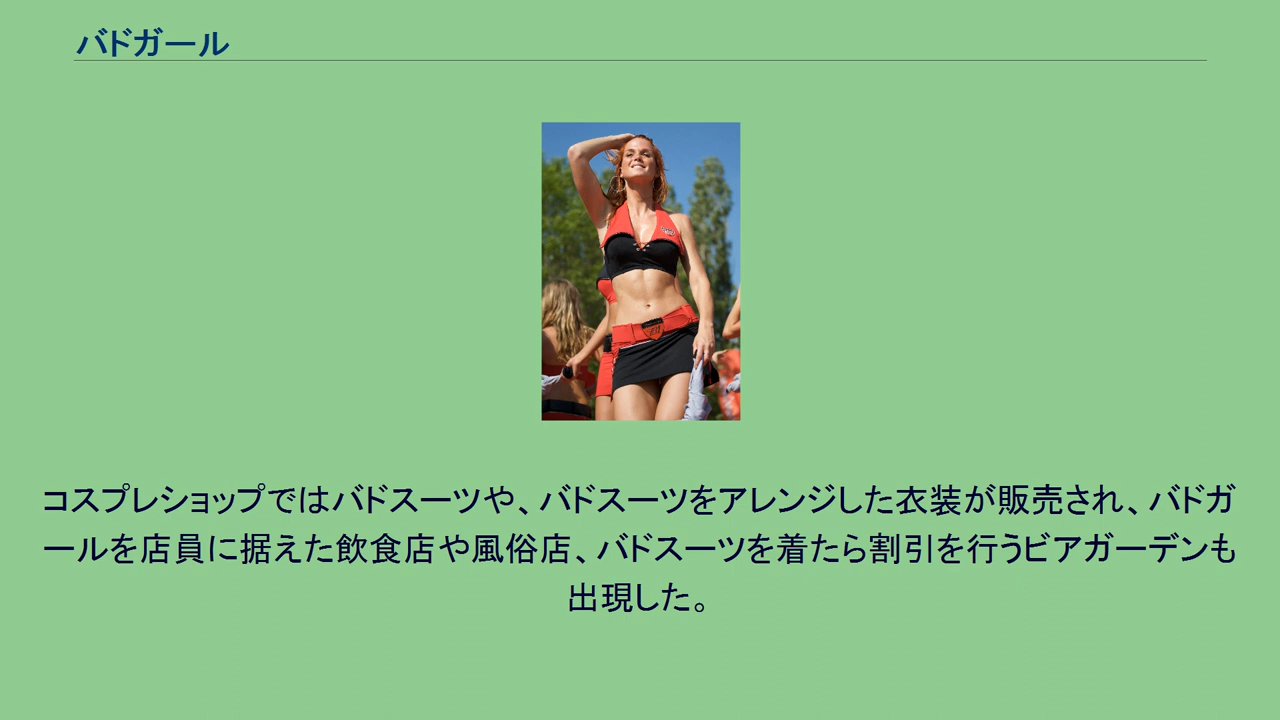 バドガール
コスプレショップではバドスーツや、バドスーツをアレンジした衣装が販売され、バドガ
ールを店員に据えた飲食店や風俗店、バドスーツを着たら割引を行うビアガーデンも
出現した。